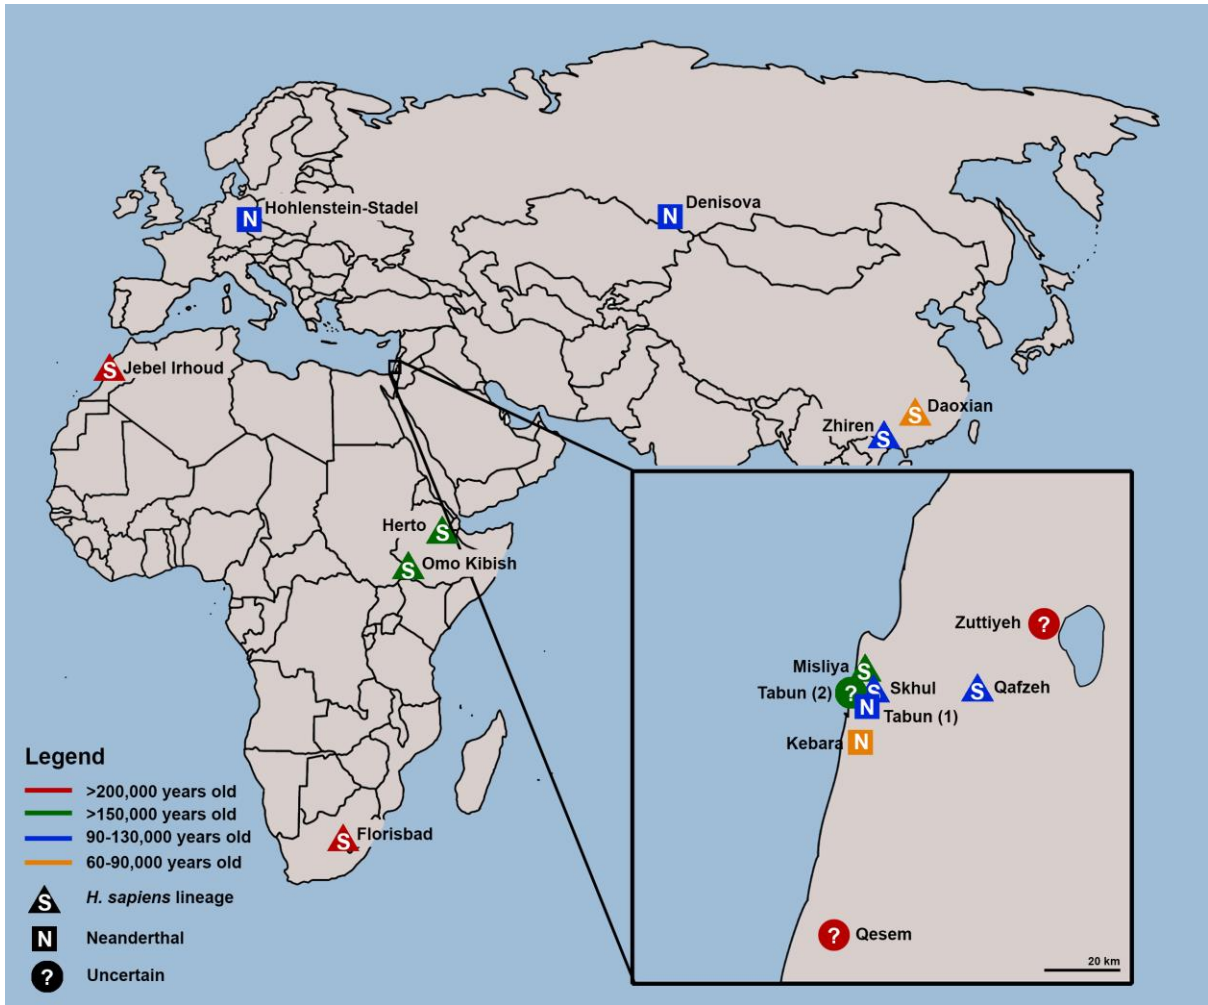 Hohlenstein-Stadel
N
Denisova
N
Jebel Irhoud
S
Daoxian
S
Zhiren
S
Herto
S
Omo Kibish
S
Zuttiyeh
?
Misliya
S
Tabun (2)
?
Skhul
S
Qafzeh
S
N
Tabun (1)
Kebara
N
Legend
>200,000 years old
>150,000 years old
90-130,000 years old
60-90,000 years old
S
H. sapiens lineage
N
Neanderthal
?
Uncertain
Florisbad
S
?
Qesem
20 km